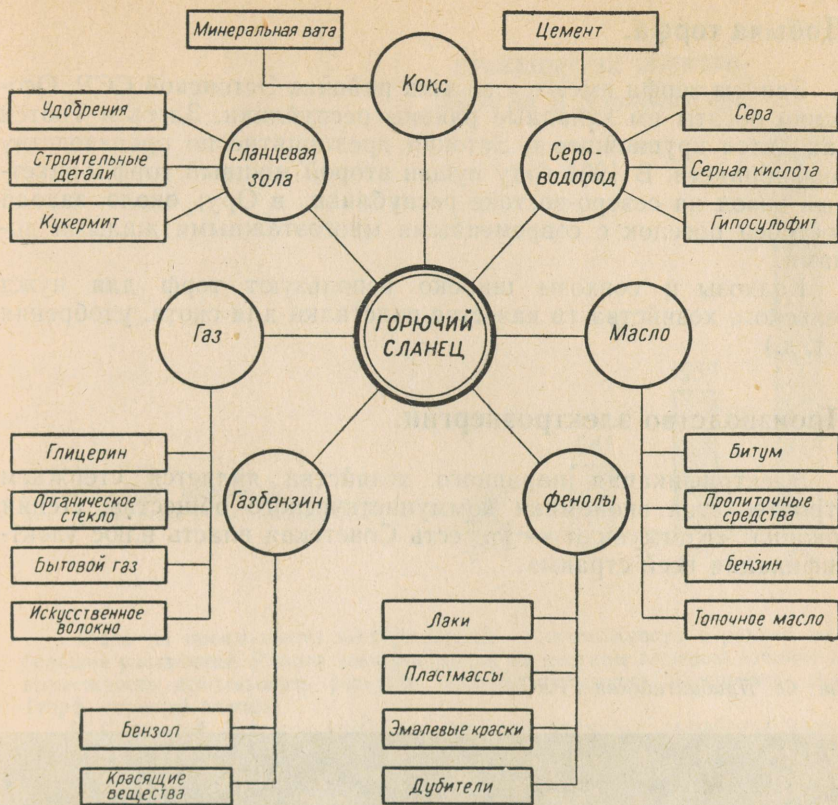 Минеральная вата
Кокс
Цемент
Удобрения
Строительные
детали
Кукермит
Сланцевая
зола
Серо-
водород
Сера
Серная кислота
Гипосульфит
Газ
ГОРЮЧИЙ
СЛАНЕЦ
Масло
Глицерин
Органическое
стекло
Бытовой газ
Искусственное
волокно
Газбензин
Фенолы
Битум
Пропиточные
средства
Бензин
Топочное масло
Лаки
Пластмассы
Эмалевые краски
Дубители
Бензол
Красящие
вещества